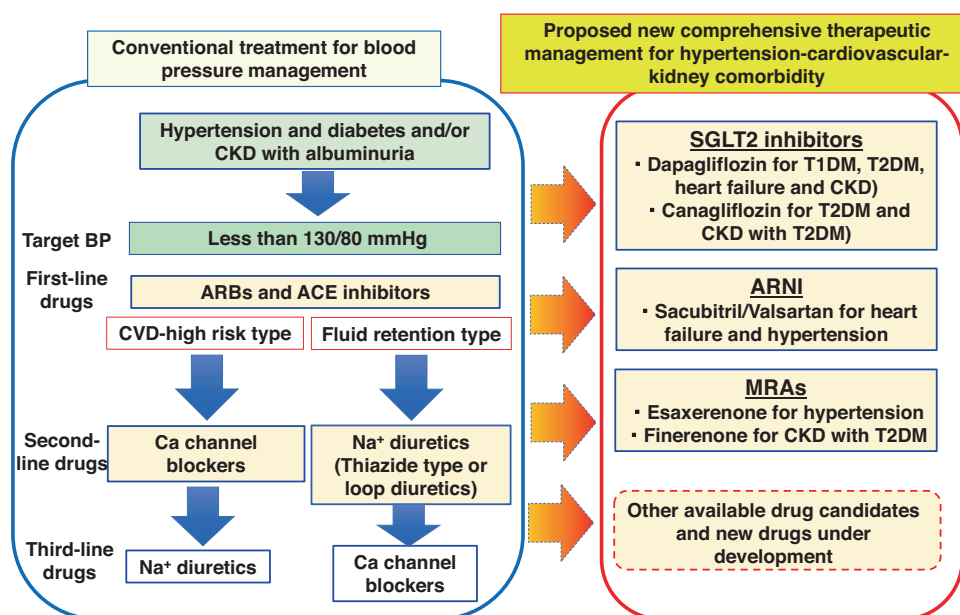 Conventional treatment for blood
pressure management
Hypertension and diabetes and/or
CKD with albuminuria
Target BP
Less than 130/80 mmHg
First-line
drugs
ARBs and ACE inhibitors
CVD-high risk type
Fluid retention type
Second-
line drugs
Ca channel
blockers
Na⁺ diuretics
(Thiazide type or
loop diuretics)
Third-line
drugs
Na⁺ diuretics
Ca channel
blockers
Proposed new comprehensive therapeutic
management for hypertension-cardiovascular-
kidney comorbidity
SGLT2 inhibitors
・Dapagliflozin for T1DM, T2DM,
heart failure and CKD)
・Canagliflozin for T2DM and
CKD with T2DM)
ARNI
・Sacubitril/Valsartan for heart
failure and hypertension
MRAs
・Esaxerenone for hypertension
・Finerenone for CKD with T2DM
Other available drug candidates
and new drugs under
development